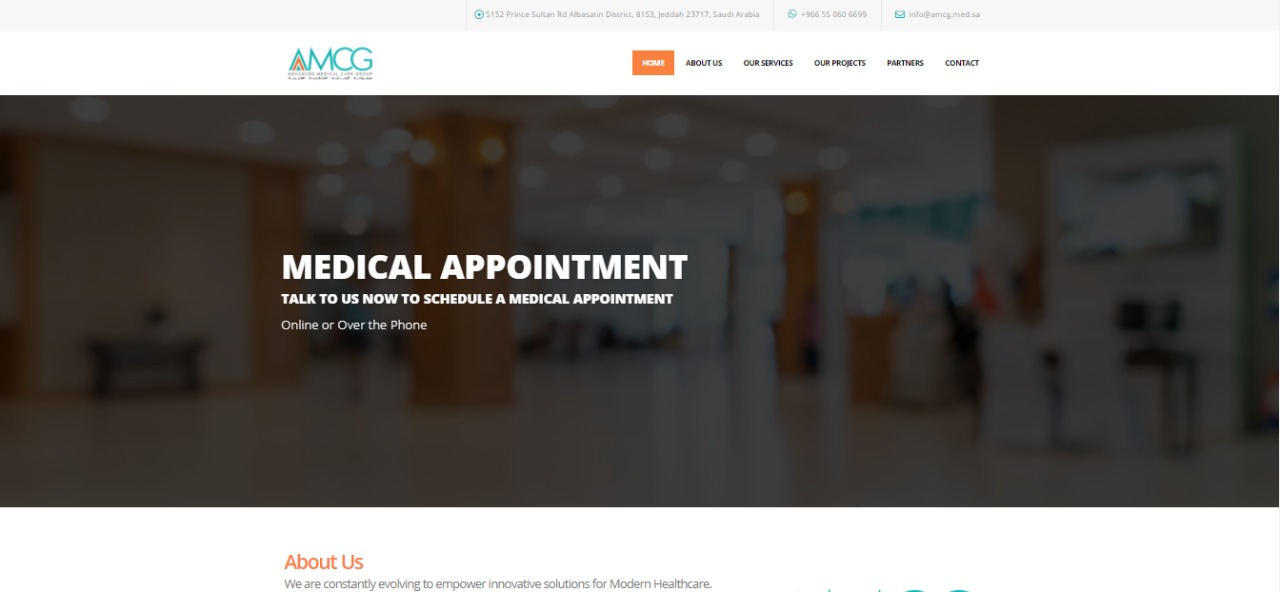 5152 Prince Sultan Rd Albasatin District, 8153, Jeddah 23717, Saudi Arabia
+966 55 060 6699
info@amcg.med.sa
AMCG
ADVANCED MEDICAL CARE GROUP
HOME
ABOUT US
OUR SERVICES
OUR PROJECTS
PARTNERS
CONTACT
MEDICAL APPOINTMENT
TALK TO US NOW TO SCHEDULE A MEDICAL APPOINTMENT
Online or Over the Phone
About Us
We are constantly evolving to empower innovative solutions for Modern Healthcare.